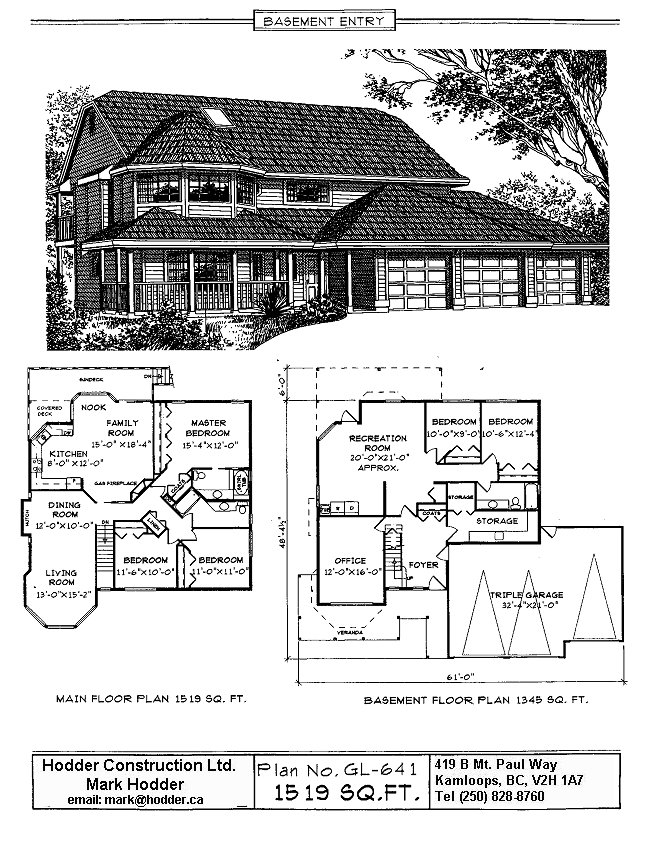 BASEMENT ENTRY
SUNDECK
DN
COVERED
DECK
NOOK
FAMILY
ROOM
15'-0" X 18'-4"
MASTER
BEDROOM
15'-4" X 12'-0"
KITCHEN
8'-0" X 12'-0"
GAS FIREPLACE
COATS
DINING
ROOM
12'-0" X 10'-0"
HUTCH
DN
LINEN
BEDROOM
11'-6" X 10'-0"
BEDROOM
11'-0" X 11'-0"
LIVING
ROOM
13'-0" X 15'-2"
MAIN FLOOR PLAN 1519 SQ. FT.
6'-0"
48'-4½"
RECREATION
ROOM
20'-0" X 21'-0"
APPROX.
BEDROOM
10'-0" X 9'-0"
BEDROOM
10'-6" X 12'-4"
STORAGE
COATS
STORAGE
W D
OFFICE
12'-0" X 16'-0"
FOYER
TRIPLE GARAGE
32'-4" X 21'-0"
VERANDA
61'-0"
BASEMENT FLOOR PLAN 1345 SQ. FT.
Hodder Construction Ltd.
Mark Hodder
email: mark@hodder.ca
Plan No. GL-641
1519 SQ.FT.
419 B Mt. Paul Way
Kamloops, BC, V2H 1A7
Tel (250) 828-8760